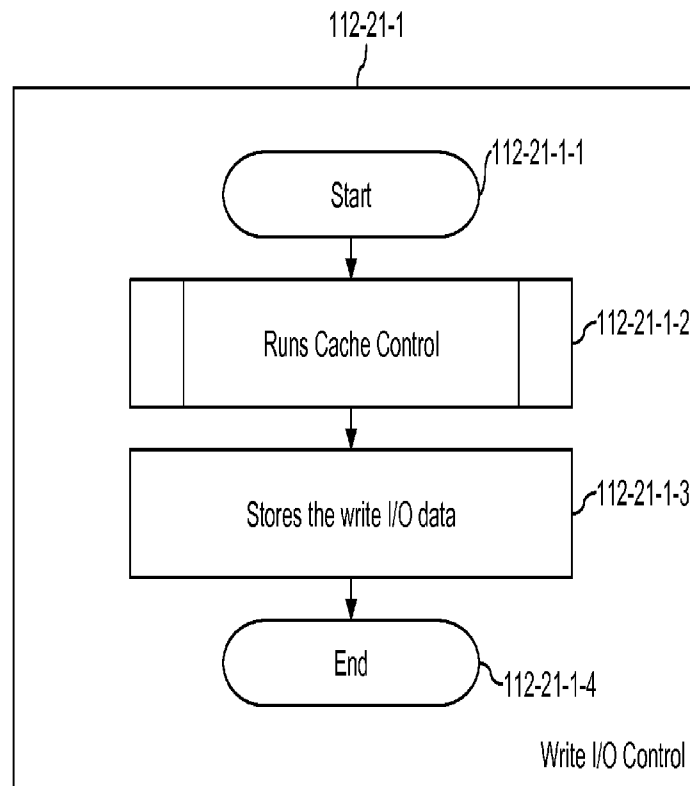 112-21-1
112-21-1-1
Start
Runs Cache Control
112-21-1-2
Stores the write I/O data
112-21-1-3
End
112-21-1-4
Write I/O Control